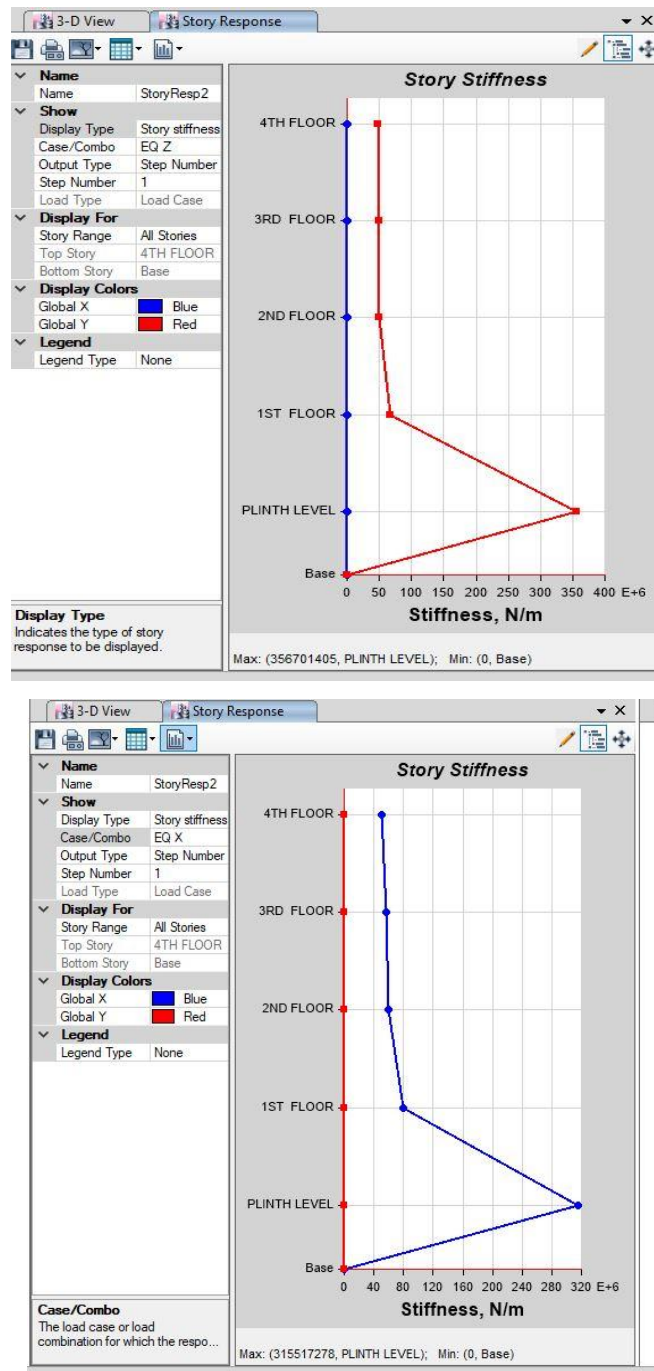 3-D View Story Response
Name
Name StoryResp2
Show
Display Type Story stiffness
Case/Combo EQ Z
Output Type Step Number
Step Number 1
Load Type Load Case
Display For
Story Range All Stories
Top Story 4TH FLOOR
Bottom Story Base
Display Colors
Global X Blue
Global Y Red
Legend
Legend Type None
Display Type
Indicates the type of story
response to be displayed.
Story Stiffness
4TH FLOOR
3RD FLOOR
2ND FLOOR
1ST FLOOR
PLINTH LEVEL
Base
0 50 100 150 200 250 300 350 400 E+6
Stiffness, N/m
Max: (356701405, PLINTH LEVEL); Min: (0, Base)
3-D View Story Response
Name
Name StoryResp2
Show
Display Type Story stiffness
Case/Combo EQ X
Output Type Step Number
Step Number 1
Load Type Load Case
Display For
Story Range All Stories
Top Story 4TH FLOOR
Bottom Story Base
Display Colors
Global X Blue
Global Y Red
Legend
Legend Type None
Case/Combo
The load case or load
combination for which the respo...
Story Stiffness
4TH FLOOR
3RD FLOOR
2ND FLOOR
1ST FLOOR
PLINTH LEVEL
Base
0 40 80 120 160 200 240 280 320 E+6
Stiffness, N/m
Max: (315517278, PLINTH LEVEL); Min: (0, Base)